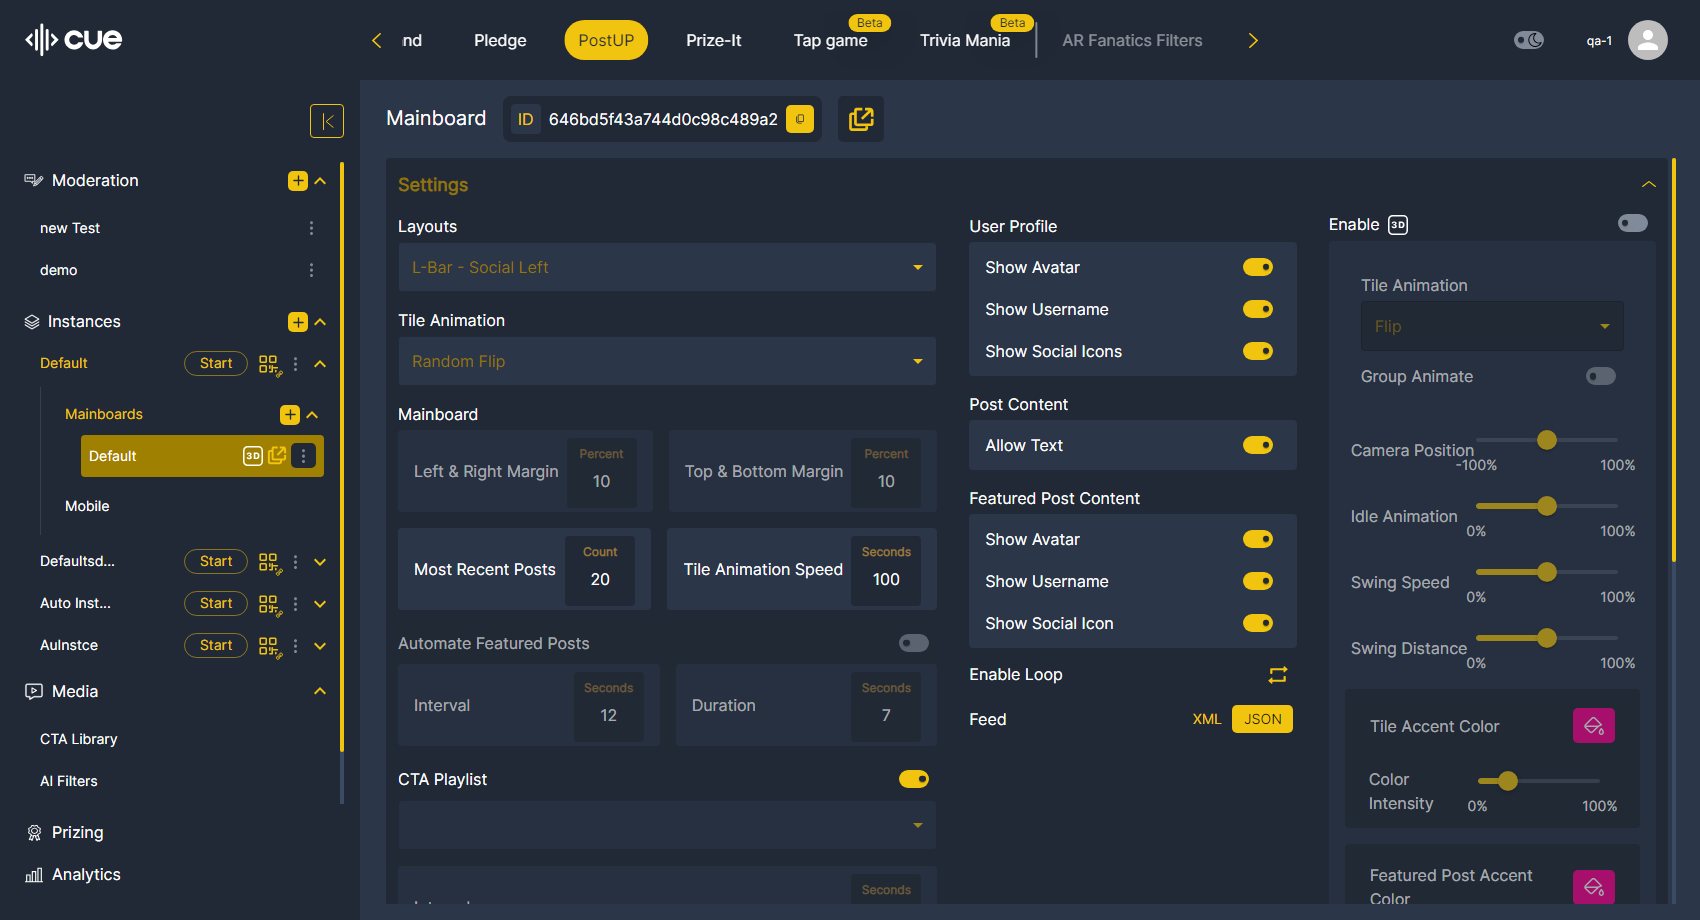 cue
nd
Pledge
PostUP
Prize-It
Tap game
Beta
Trivia Mania
Beta
AR Fanatics Filters
qa-1
Moderation
new Test
demo
Instances
Default
Start
Mainboards
Default
3D
Mobile
Defaultsd...
Start
Auto Inst...
Start
AuInstce
Start
Media
CTA Library
AI Filters
Prizing
Analytics
Mainboard
ID 646bd5f43a744d0c98c489a2
Settings
Layouts
L-Bar - Social Left
Tile Animation
Random Flip
Mainboard
Left & Right Margin
Percent
10
Top & Bottom Margin
Percent
10
Most Recent Posts
Count
20
Tile Animation Speed
Seconds
100
Automate Featured Posts
Interval
Seconds
12
Duration
Seconds
7
CTA Playlist
Seconds
User Profile
Show Avatar
Show Username
Show Social Icons
Post Content
Allow Text
Featured Post Content
Show Avatar
Show Username
Show Social Icon
Enable Loop
Feed
XML
JSON
Enable 3D
Tile Animation
Flip
Group Animate
Camera Position
-100%
100%
Idle Animation
0%
100%
Swing Speed
0%
100%
Swing Distance
0%
100%
Tile Accent Color
Color
Intensity
0%
100%
Featured Post Accent
Color